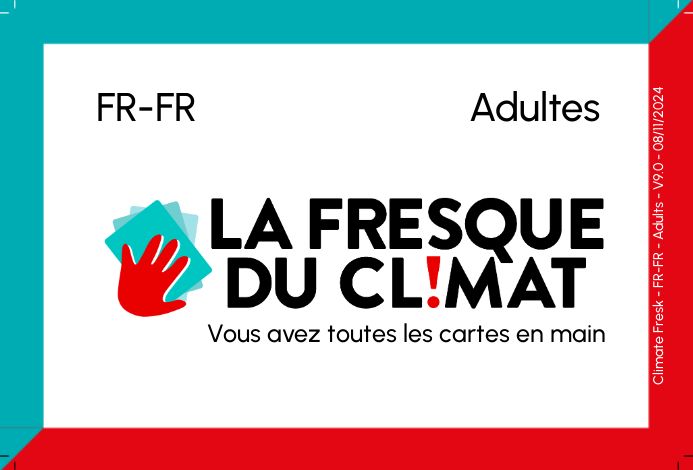 FR-FR
Adultes
LA FRESQUE
DU CL!MAT
Vous avez toutes les cartes en main
Climate Fresk - FR-FR - Adults - V9.0 - 08/11/2024